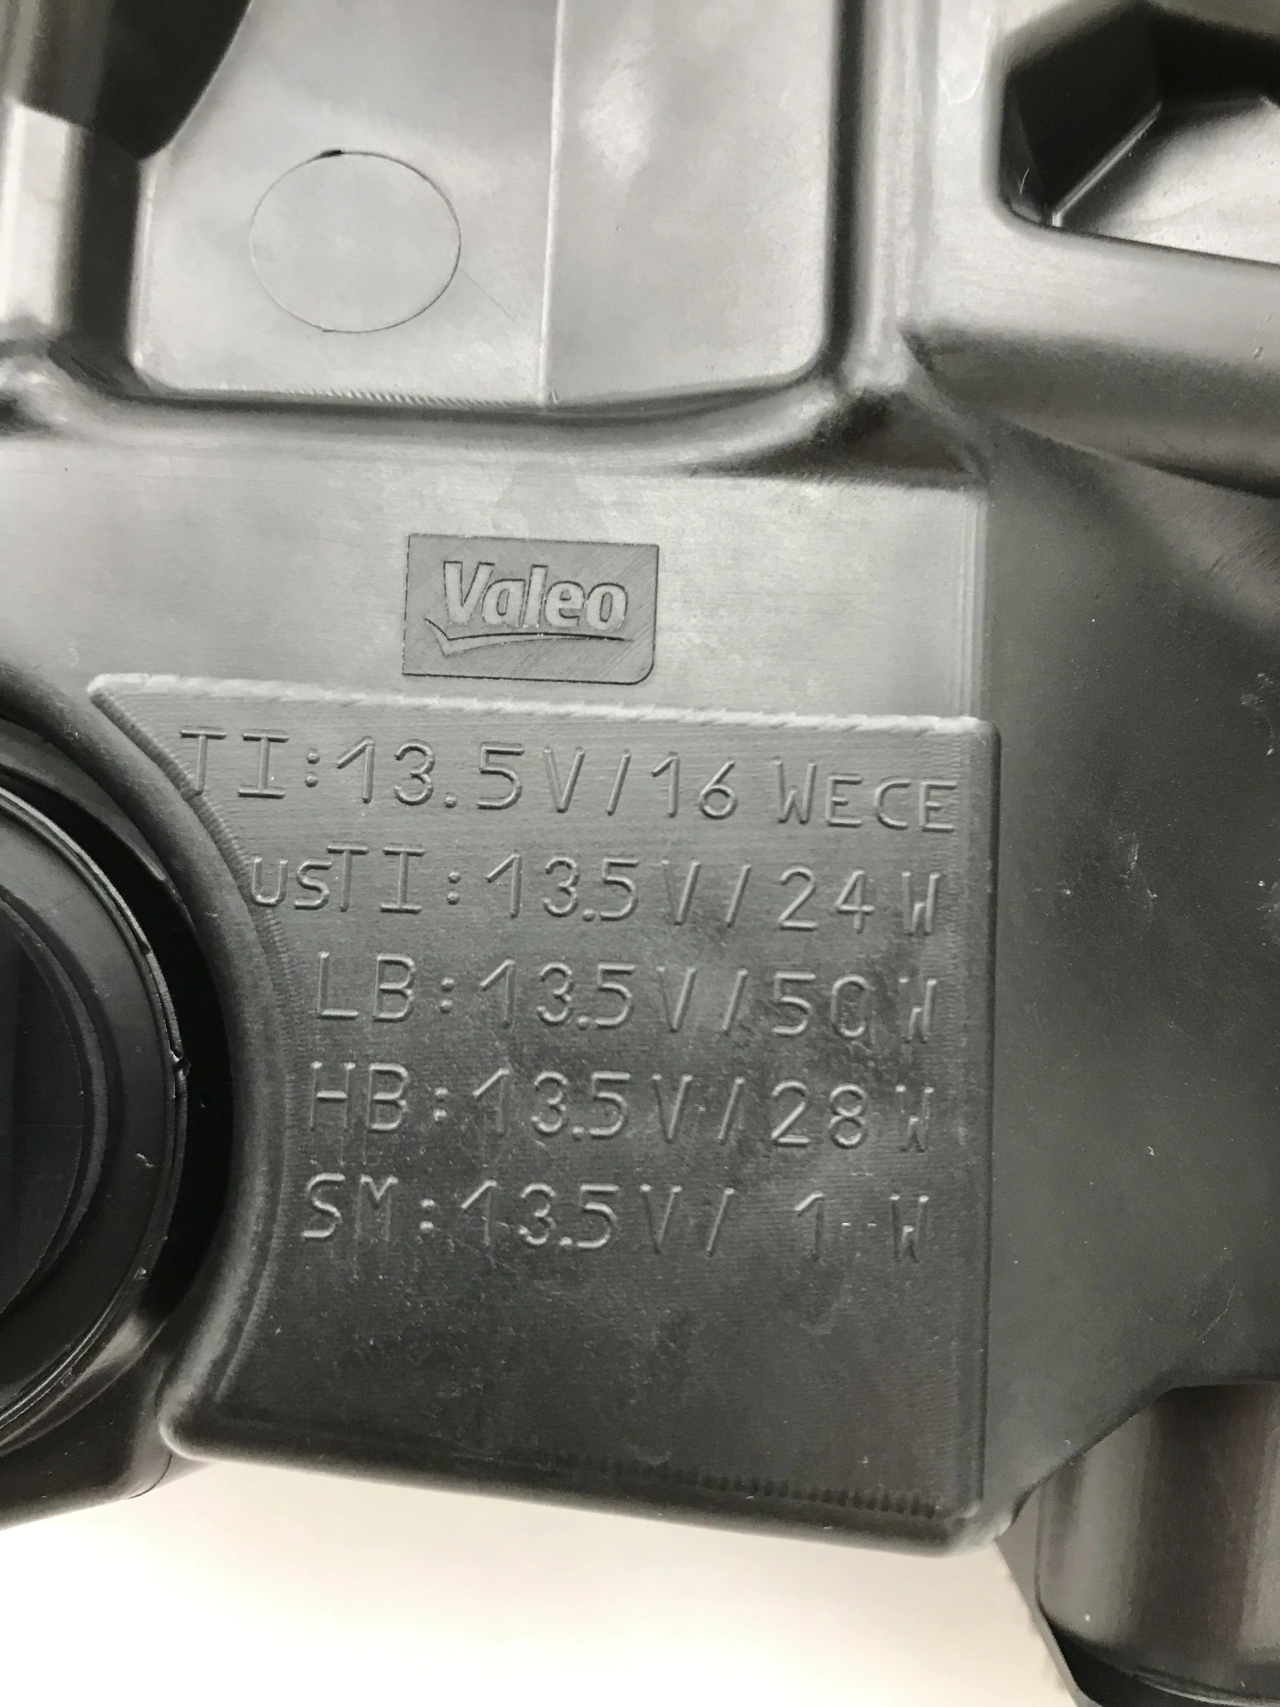 Valeo
TI:13.5V/16 WECE
usTI:13.5V/24W
LB:13.5V/50W
HB:13.5V/28W
SM:13.5V/ 1 W